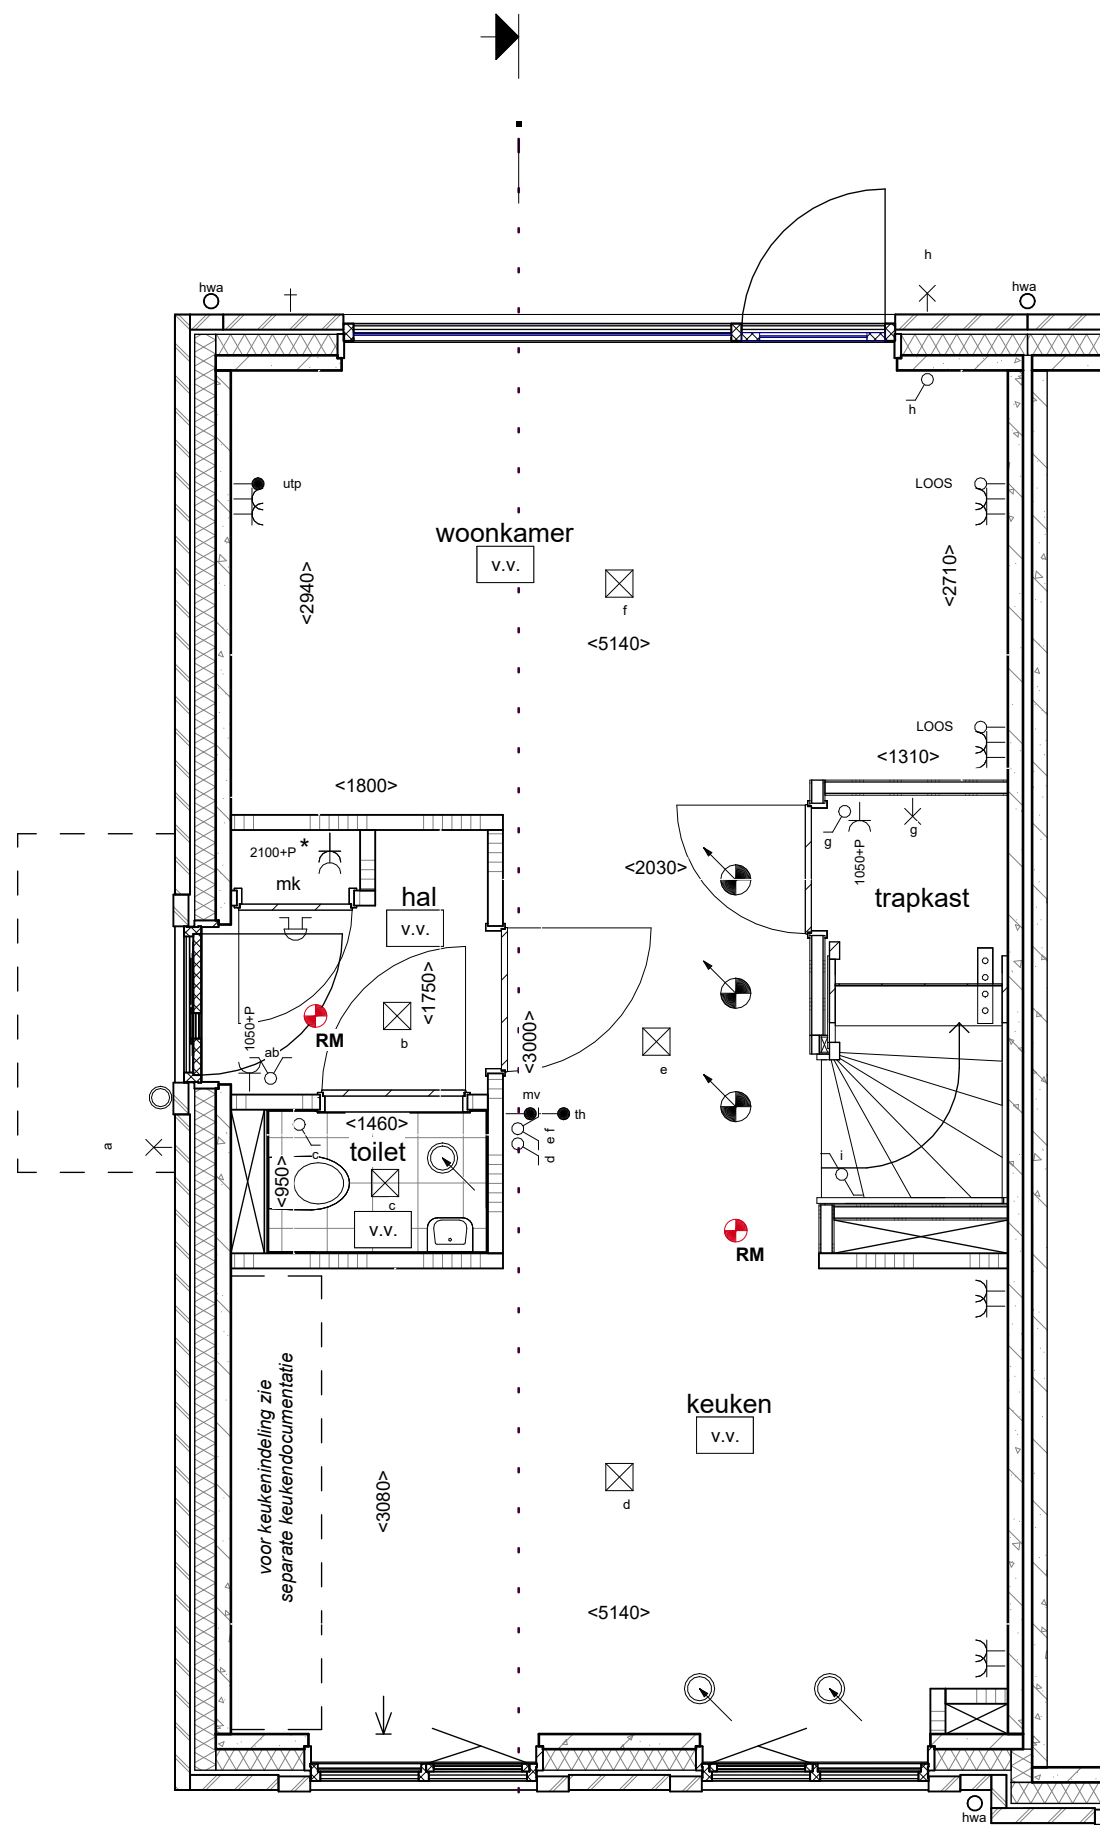 h
hwa
hwa
h
utp
LOOS
woonkamer
v.v.
<2940>
<2710>
f
<5140>
LOOS
<1310>
<1800>
2100+P *
mk
hal
v.v.
<2030>
g
1050+P
g
trapkast
<1750>
1050+P
RM
b
ab
<3000>
e
mv
th
a
<1460>
toilet
c
<950>
c
v.v.
d
e f
i
RM
voor keukenindeling zie
separate keukendocumentatie
keuken
v.v.
<3080>
d
<5140>
hwa